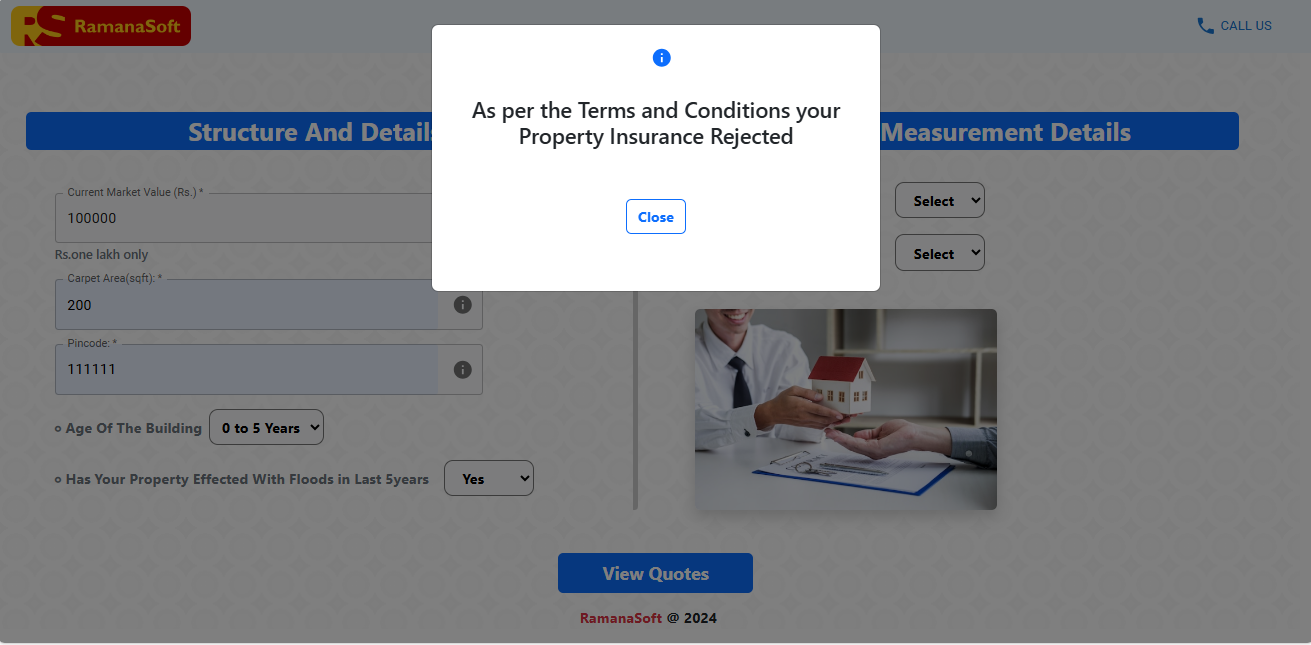 RS RamanaSoft
CALL US
As per the Terms and Conditions your
Property Insurance Rejected
Close
Structure And Details
Measurement Details
Current Market Value (Rs.) *
100000
Rs.one lakh only
Carpet Area(sqft): *
200
Pincode: *
111111
Age Of The Building
0 to 5 Years
Has Your Property Effected With Floods in Last 5years
Yes
Select
Select
View Quotes
RamanaSoft @ 2024